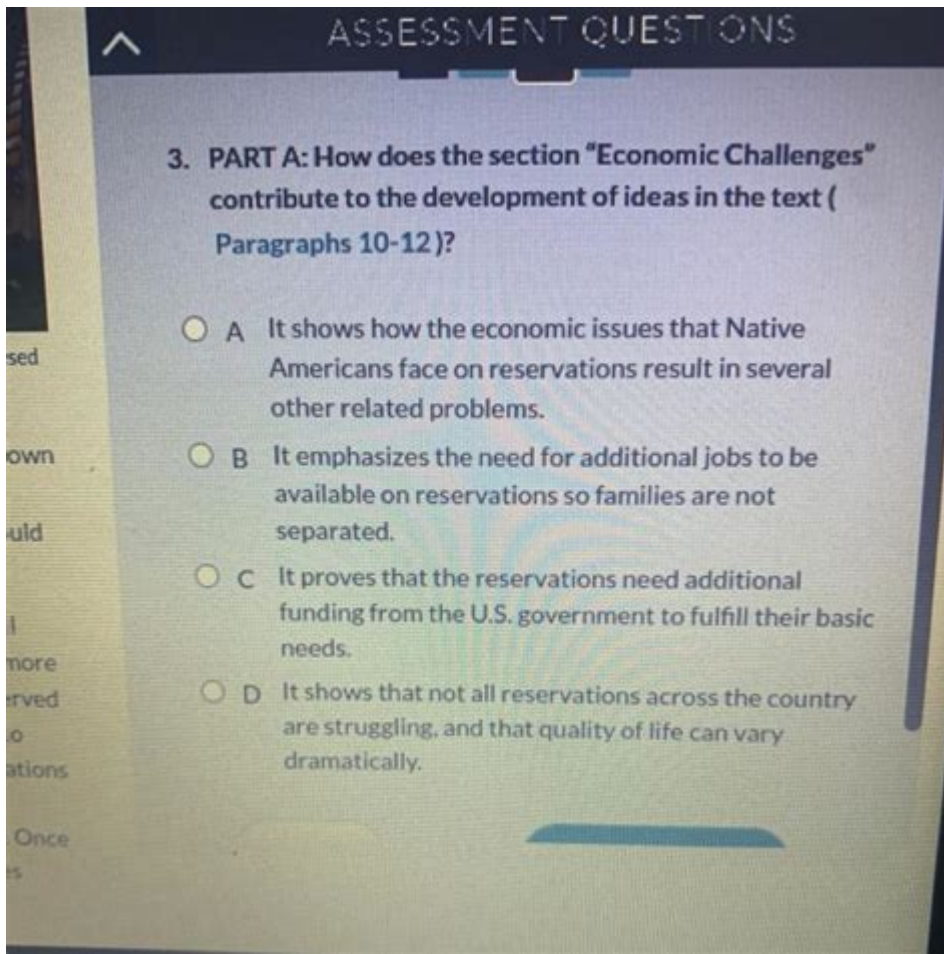 ASSESSMENT QUESTIONS
3. PART A: How does the section "Economic Challenges"
contribute to the development of ideas in the text (
Paragraphs 10-12)?
A It shows how the economic issues that Native
Americans face on reservations result in several
other related problems.
B It emphasizes the need for additional jobs to be
available on reservations so families are not
separated.
C It proves that the reservations need additional
funding from the U.S. government to fulfill their basic
needs.
D It shows that not all reservations across the country
are struggling, and that quality of life can vary
dramatically.
sed
own
uld
l
more
erved
o
ations
Once
es